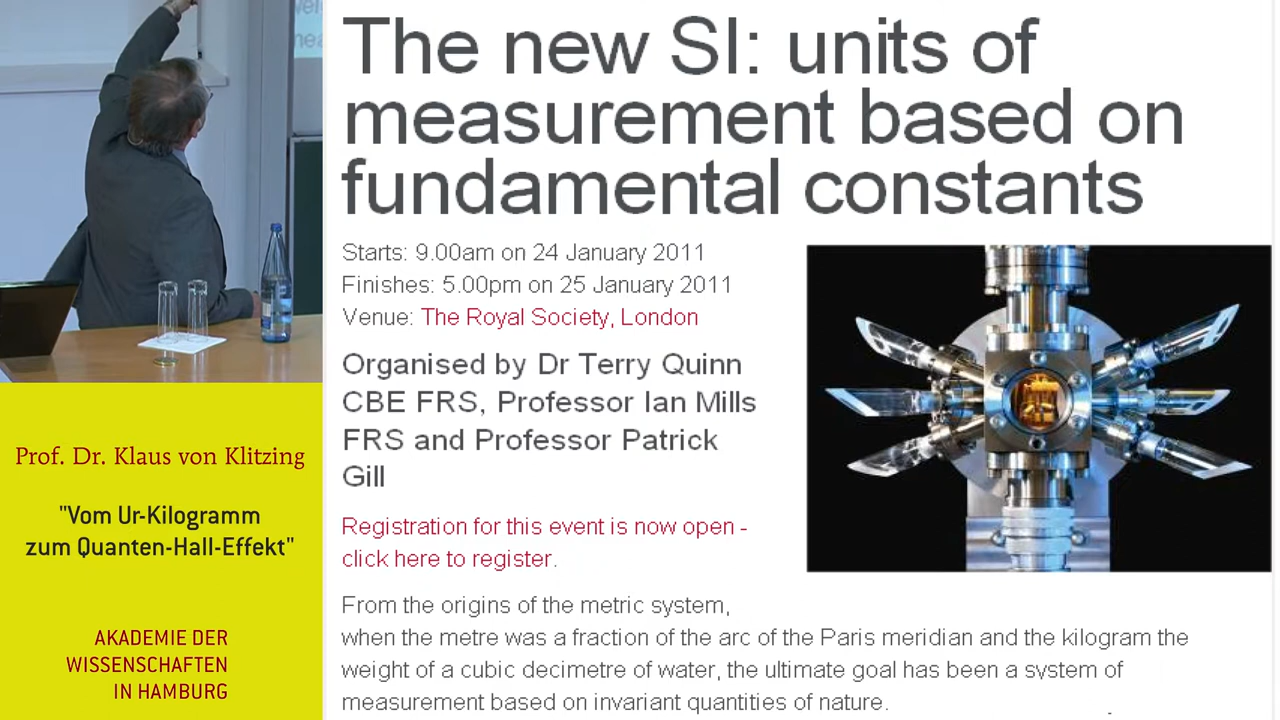 The new SI: units of
measurement based on
fundamental constants
Starts: 9.00am on 24 January 2011
Finishes: 5.00pm on 25 January 2011
Venue: The Royal Society, London
Organised by Dr Terry Quinn
CBE FRS, Professor Ian Mills
FRS and Professor Patrick
Gill
Registration for this event is now open -
click here to register.
From the origins of the metric system,
when the metre was a fraction of the arc of the Paris meridian and the kilogram the
weight of a cubic decimetre of water, the ultimate goal has been a system of
measurement based on invariant quantities of nature.
Prof. Dr. Klaus von Klitzing
"Vom Ur-Kilogramm
zum Quanten-Hall-Effekt"
AKADEMIE DER
WISSENSCHAFTEN
IN HAMBURG